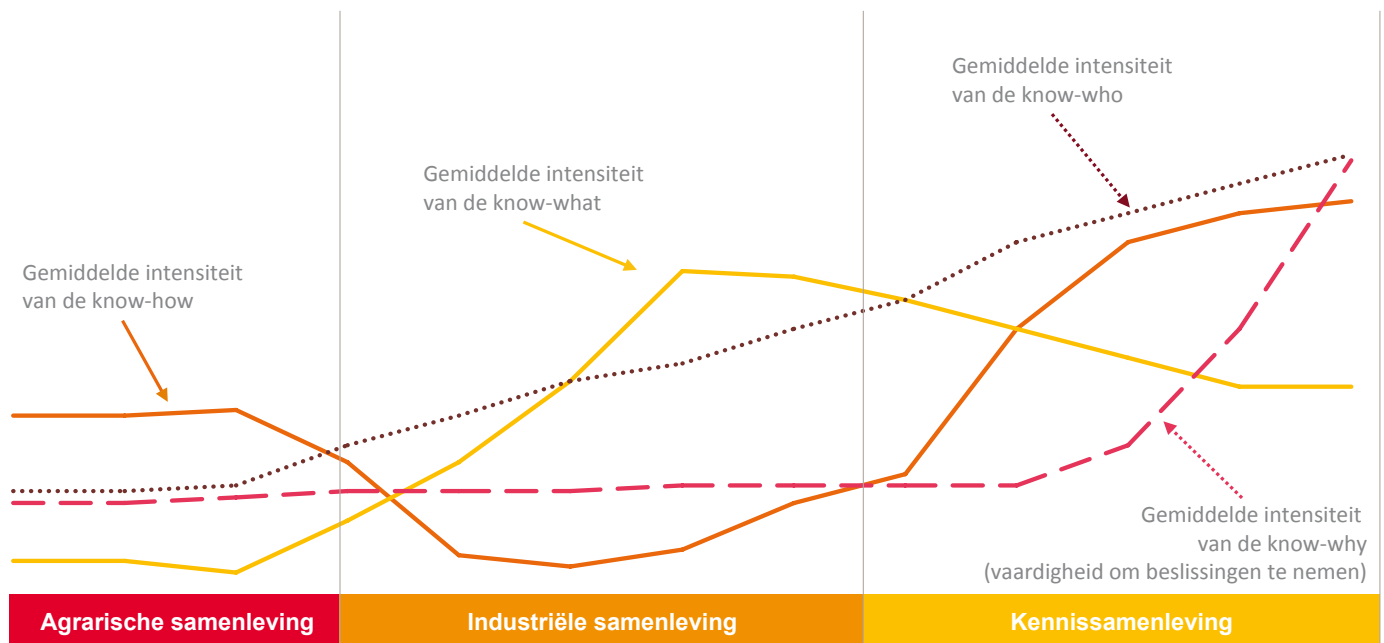 Gemiddelde intensiteit
van de know-who
Gemiddelde intensiteit
van de know-what
Gemiddelde intensiteit
van de know-how
Gemiddelde intensiteit
van de know-why
(vaardigheid om beslissingen te nemen)
Agrarische samenleving
Industriële samenleving
Kennissamenleving